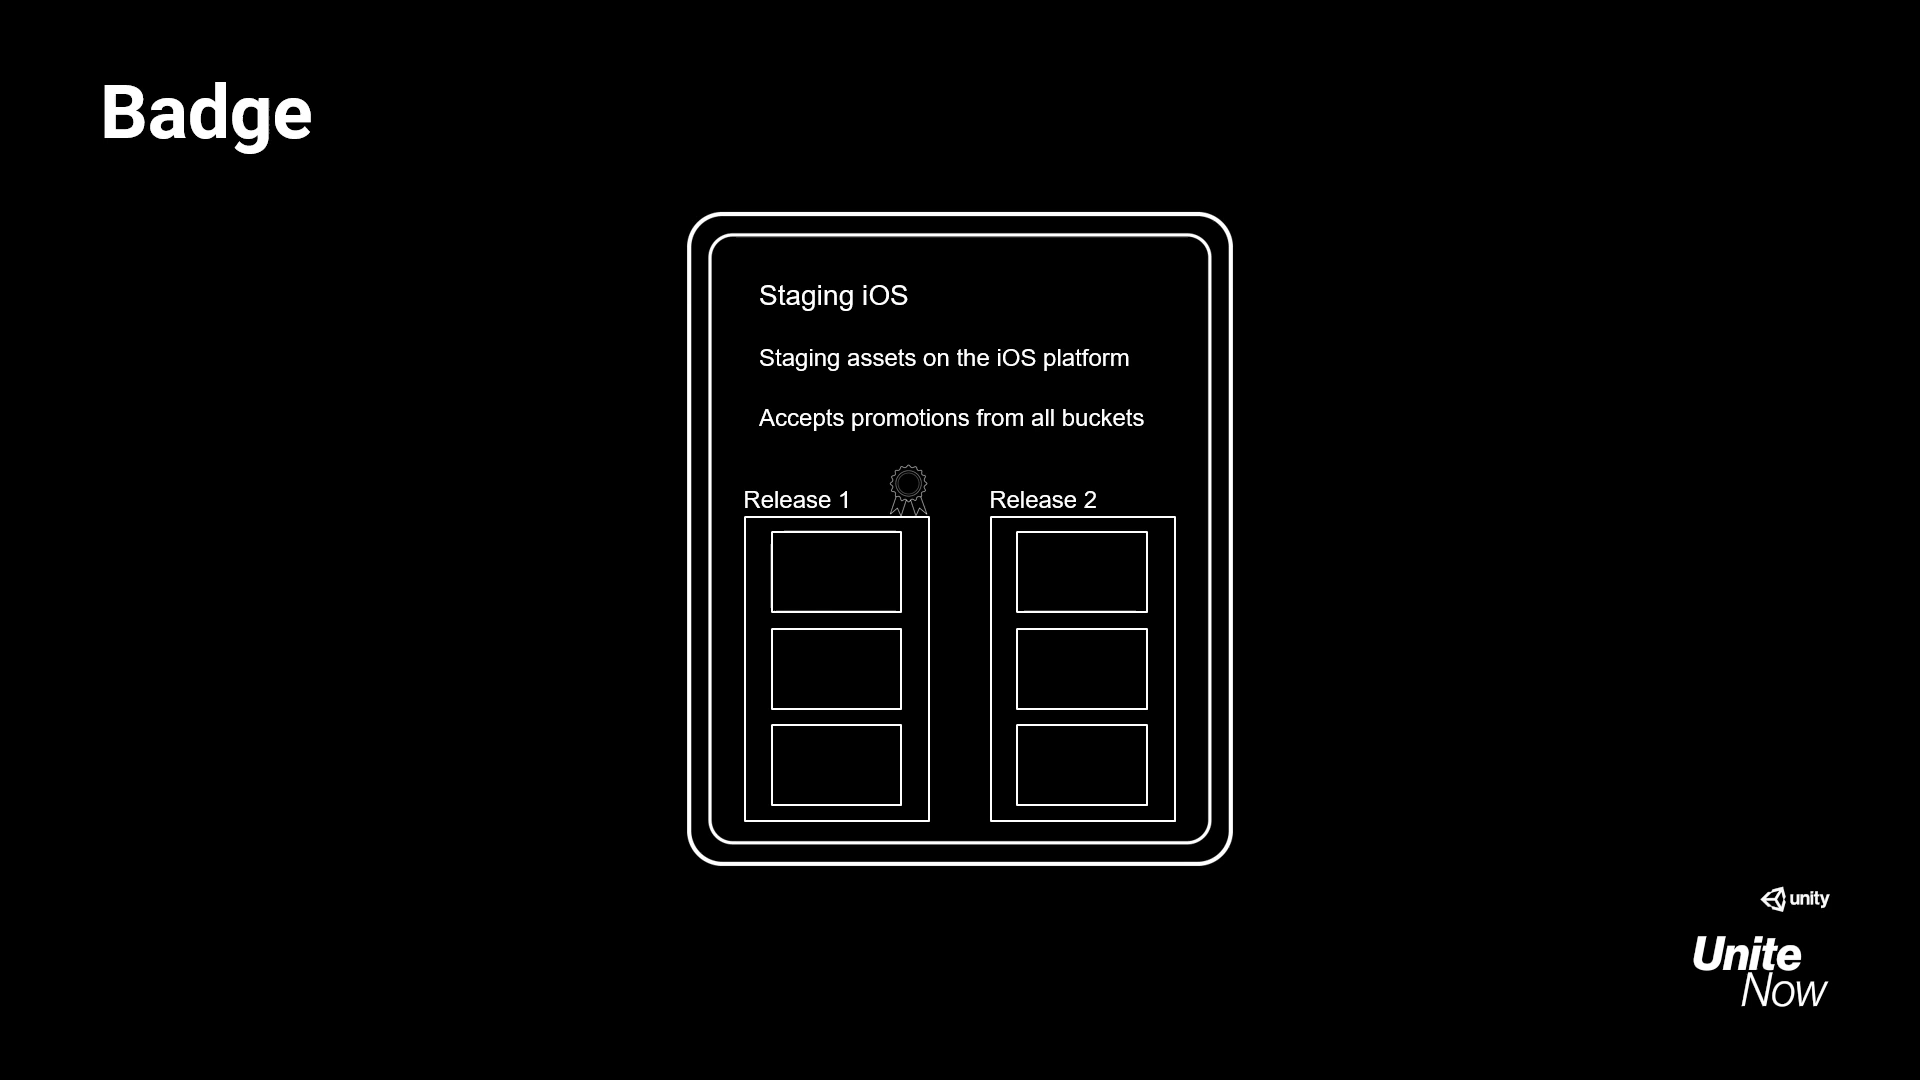 Badge
Staging iOS
Staging assets on the iOS platform
Accepts promotions from all buckets
Release 1
Release 2
unity
Unite
Now